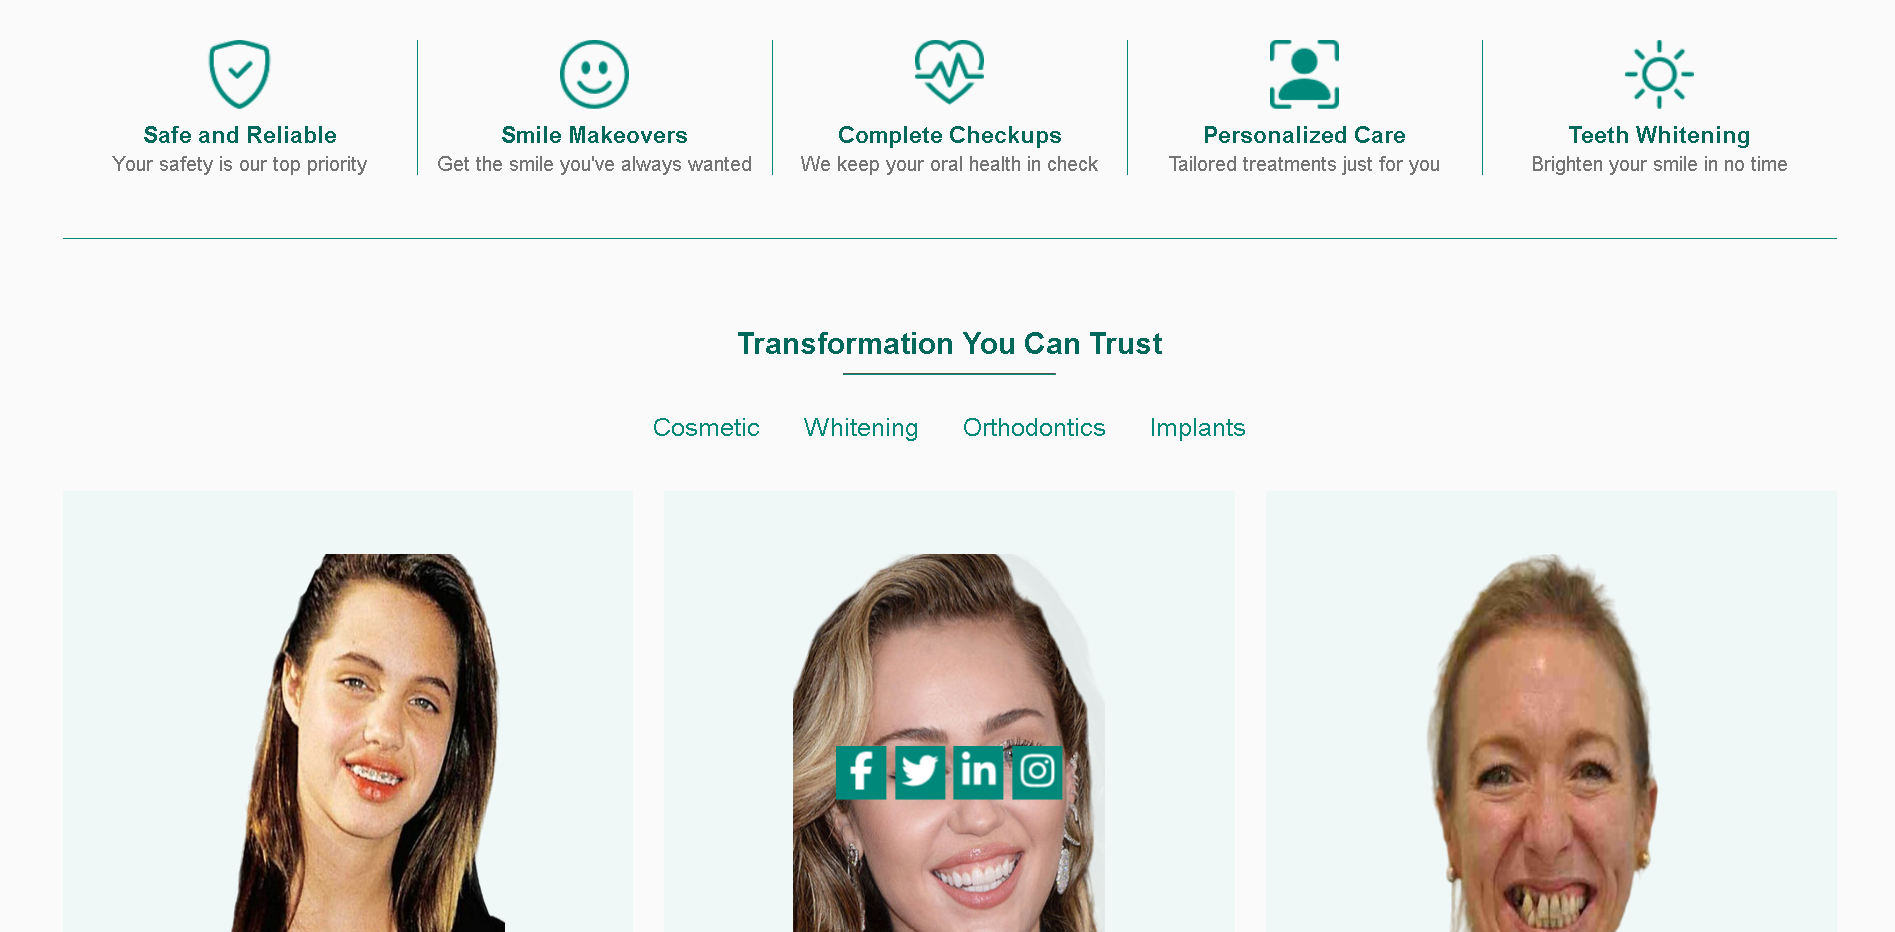 Safe and Reliable
Your safety is our top priority
Smile Makeovers
Get the smile you've always wanted
Complete Checkups
We keep your oral health in check
Personalized Care
Tailored treatments just for you
Teeth Whitening
Brighten your smile in no time
Transformation You Can Trust
Cosmetic Whitening Orthodontics Implants